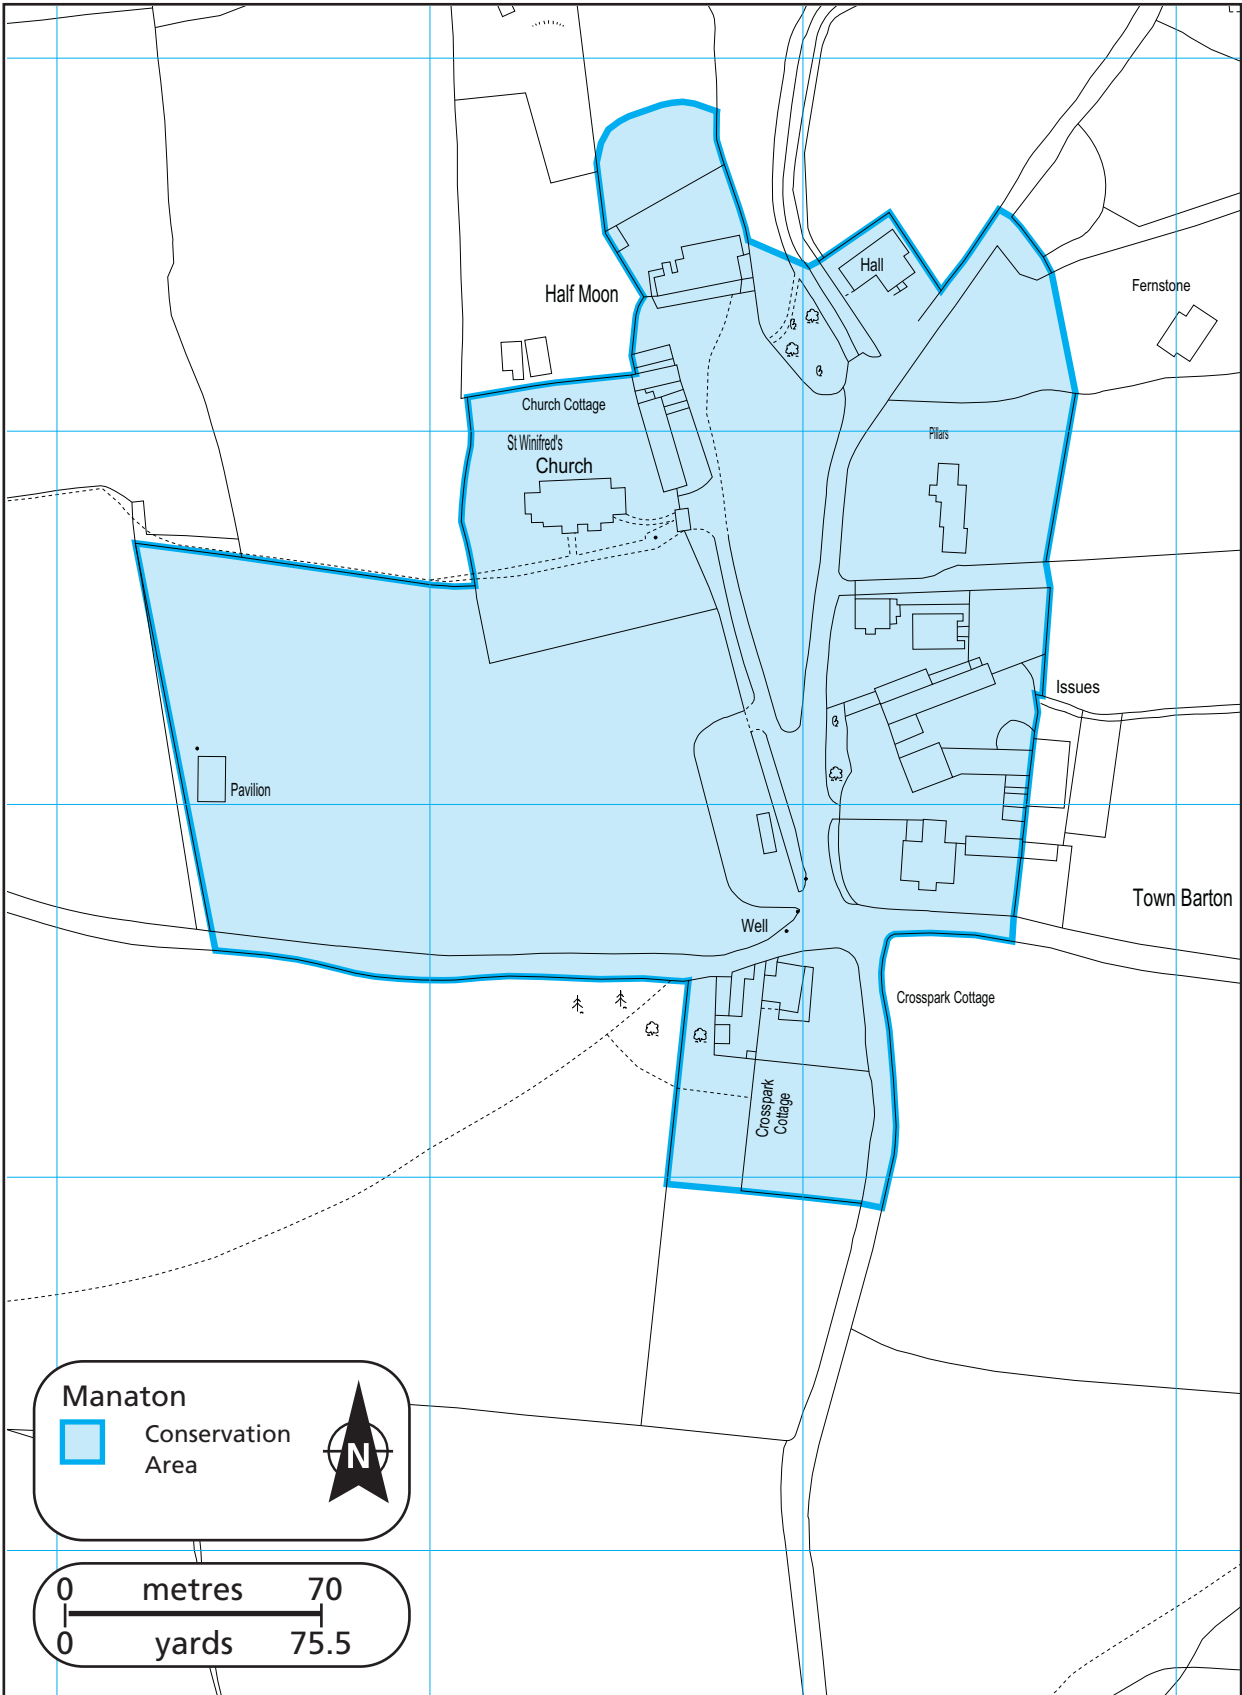 Hall
Fernstone
Half Moon
Church Cottage
St Winifred's
Church
Pillars
Issues
Pavilion
Town Barton
Well
Crosspark Cottage
Crosspark
Cottage
Manaton
Conservation
Area
N
0 metres 70
0 yards 75.5